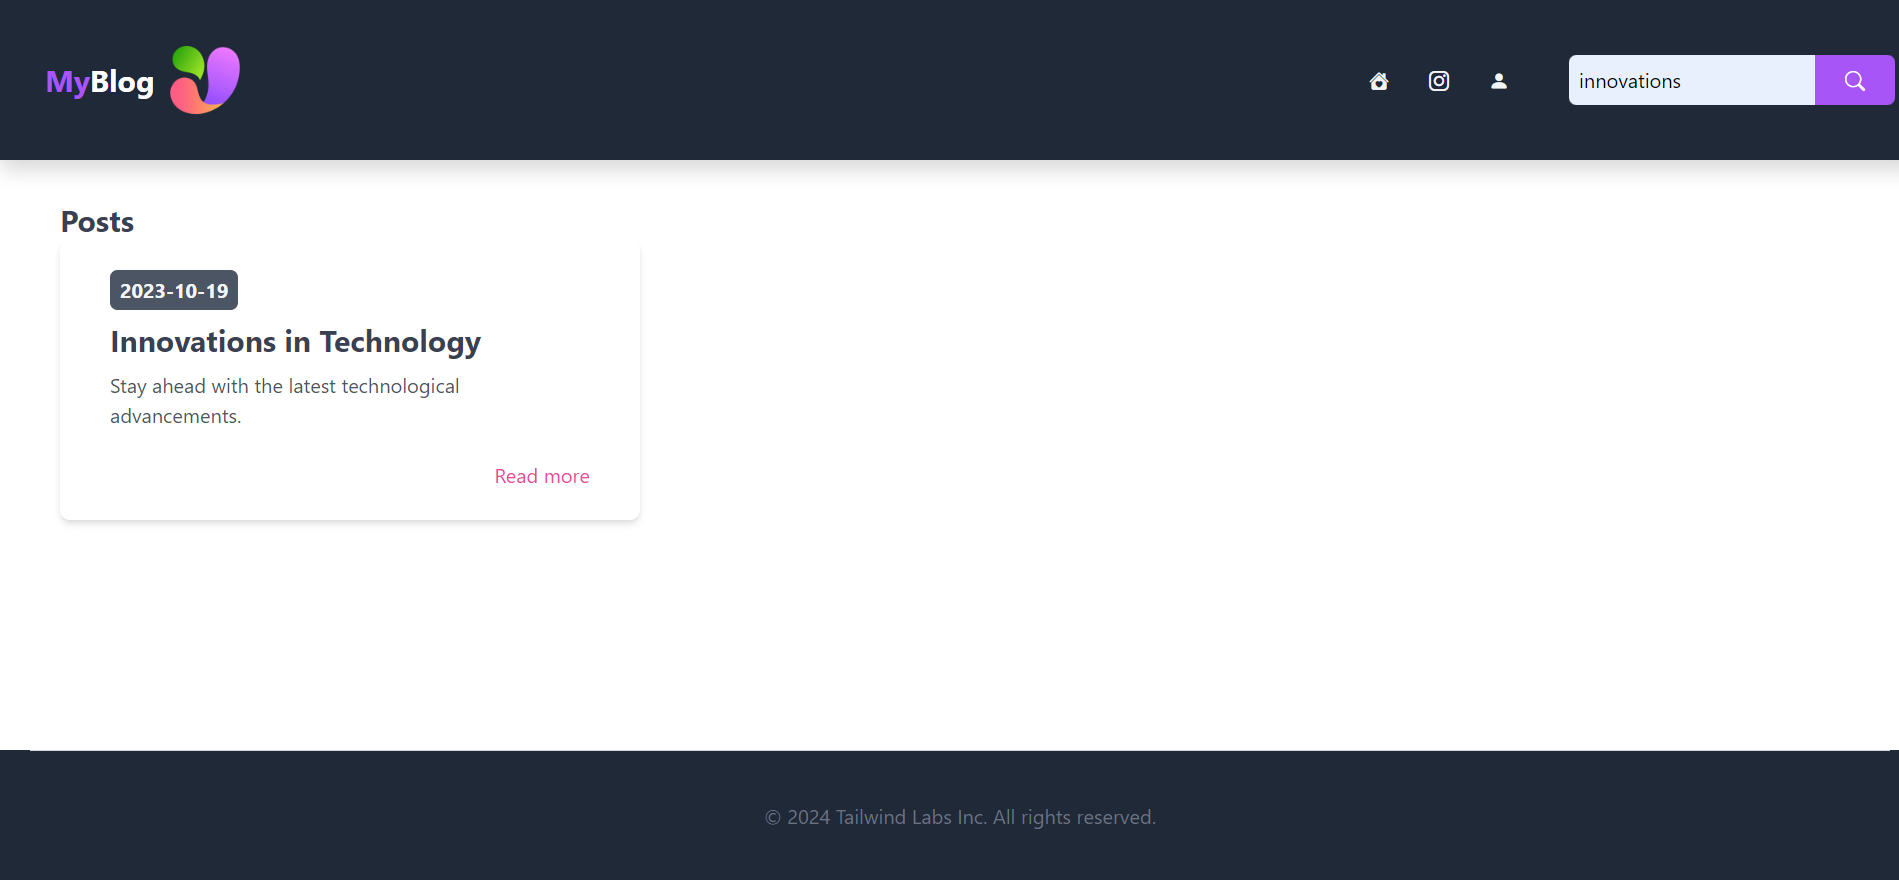 MyBlog
innovations
Posts
2023-10-19
Innovations in Technology
Stay ahead with the latest technological
advancements.
Read more
© 2024 Tailwind Labs Inc. All rights reserved.